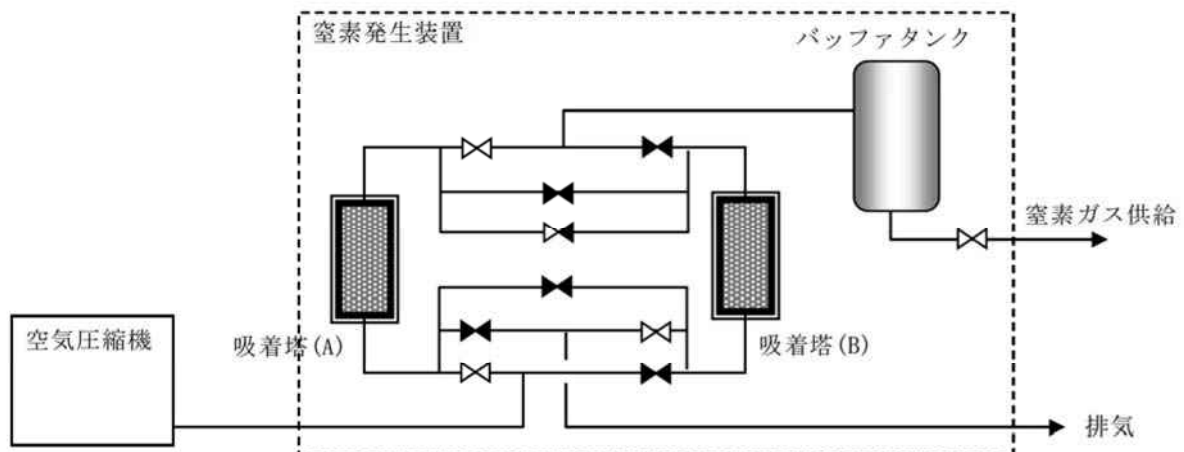 窒素発生装置
バッファタンク
窒素ガス供給
空気圧縮機
吸着塔(A)
吸着塔(B)
排気